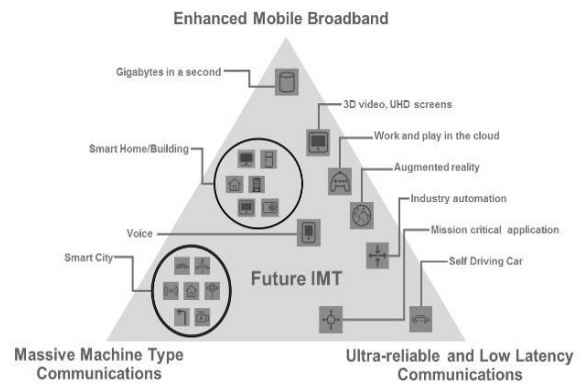 Enhanced Mobile Broadband
Gigabytes in a second
3D video, UHD screens
Work and play in the cloud
Smart Home/Building
Augmented reality
Industry automation
Voice
Mission critical application
Smart City
Self Driving Car
Future IMT
Massive Machine Type
Communications
Ultra-reliable and Low Latency
Communications